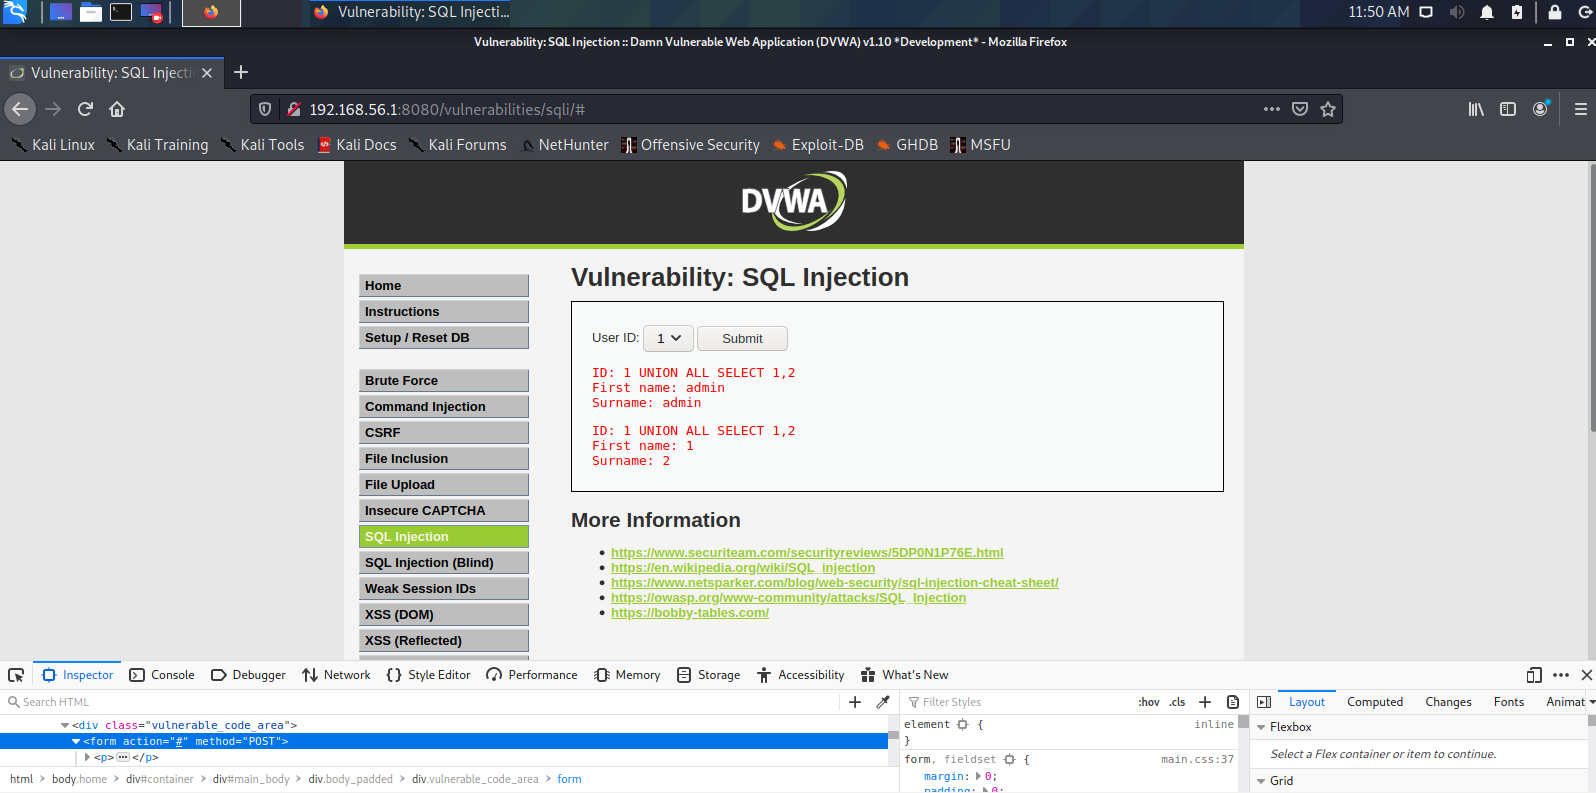 Vulnerability: SQL Injecti...
11:50 AM
Vulnerability: SQL Injection :: Damn Vulnerable Web Application (DVWA) v1.10 *Development* - Mozilla Firefox
Vulnerability: SQL Injecti
192.168.56.1:8080/vulnerabilities/sqli/#
Kali Linux Kali Training Kali Tools Kali Docs Kali Forums NetHunter Offensive Security Exploit-DB GHDB MSFU
DVWA
Home
Instructions
Setup / Reset DB
Brute Force
Command Injection
CSRF
File Inclusion
File Upload
Insecure CAPTCHA
SQL Injection
SQL Injection (Blind)
Weak Session IDs
XSS (DOM)
XSS (Reflected)
Vulnerability: SQL Injection
User ID: 1 Submit
ID: 1 UNION ALL SELECT 1,2
First name: admin
Surname: admin
ID: 1 UNION ALL SELECT 1,2
First name: 1
Surname: 2
More Information
https://www.securiteam.com/securityreviews/5DP0N1P76E.html
https://en.wikipedia.org/wiki/SQL_injection
https://www.netsparker.com/blog/web-security/sql-injection-cheat-sheet/
https://owasp.org/www-community/attacks/SQL_Injection
https://bobby-tables.com/
Inspector Console Debugger Network Style Editor Performance Memory Storage Accessibility What's New
Search HTML
<div class="vulnerable_code_area">
<form action="#" method="POST">
<p>...</p>
html > body.home > div#container > div#main_body > div.body_padded > div.vulnerable_code_area > form
Filter Styles :hov .cls
element { inline
}
form, fieldset { main.css:37
margin: 0;
padding: 0;
Layout Computed Changes Fonts Animat
Flexbox
Select a Flex container or item to continue.
Grid